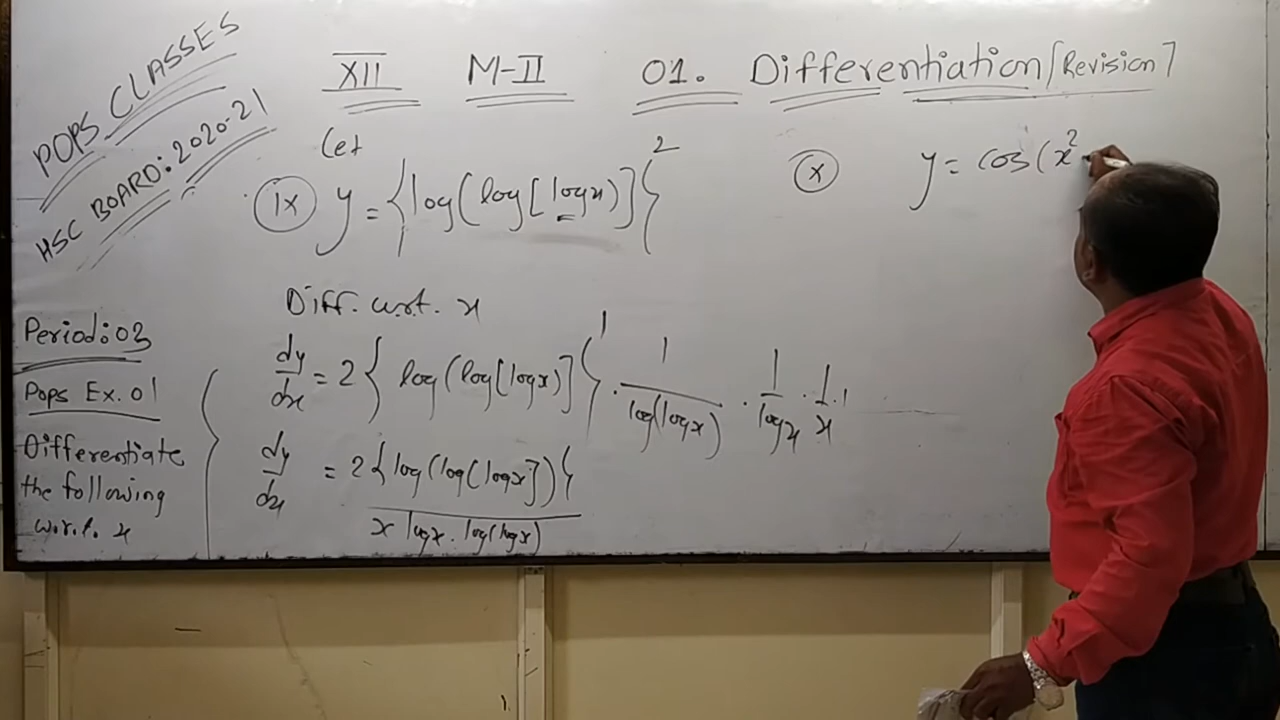 POPS CLASSES
HSC BOARD: 2020-21
XII M-II 01. Differentiation [Revision]
Let
(ix) y = {log(log[logx)]}²
(x) y = cos(x²
Diff. w.r.t. x
dy/dx = 2{log(log[logx)]}¹ . 1/log(logx) . 1/logx . 1/x . 1
dy/dx = 2{log(log(logx])} / x logx . log(logx)
Period: 03
Pops Ex. 01
Differentiate
the following
w.r.t. x